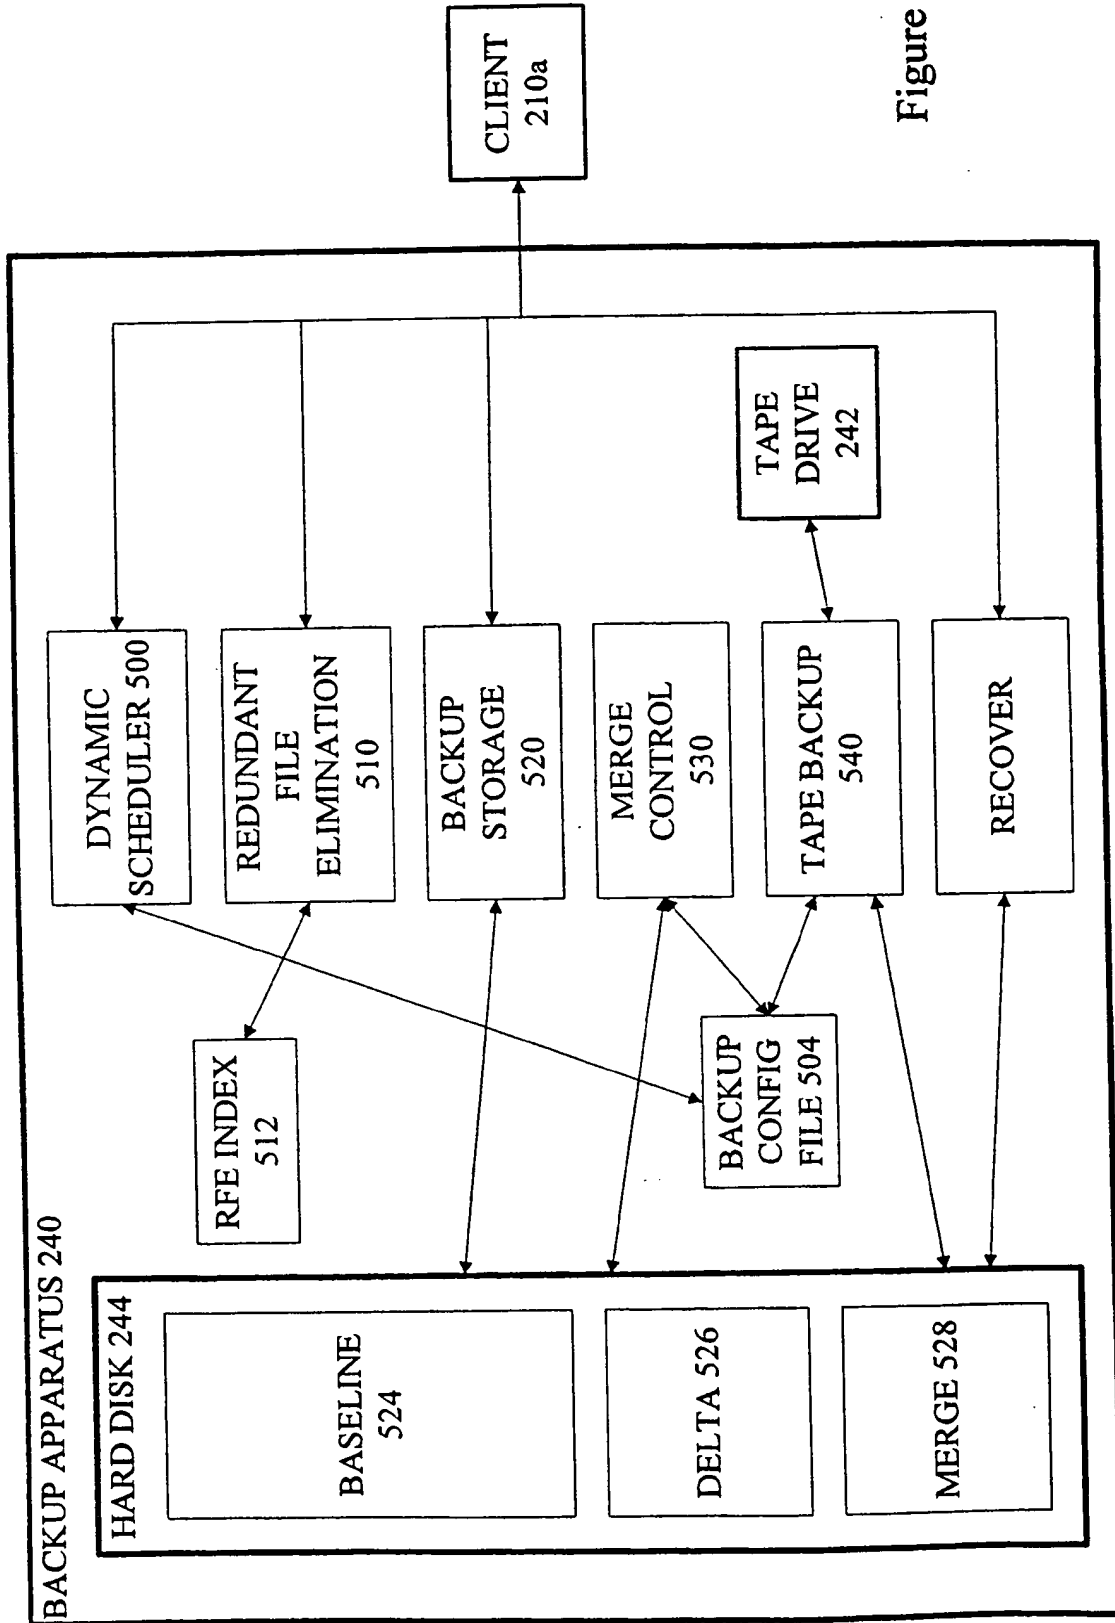 BACKUP APPARATUS 240
HARD DISK 244
BASELINE
524
DELTA 526
MERGE 528
RFE INDEX
512
BACKUP
CONFIG
FILE 504
DYNAMIC
SCHEDULER 500
REDUNDANT
FILE
ELIMINATION
510
BACKUP
STORAGE
520
MERGE
CONTROL
530
TAPE BACKUP
540
RECOVER
TAPE
DRIVE
242
CLIENT
210a
Figure